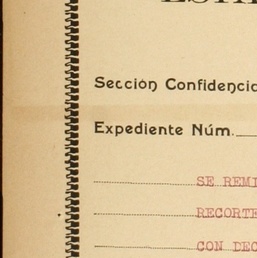 Sección Confidencia
Expediente Núm.
SE REMI
RECORTE
CON DEC